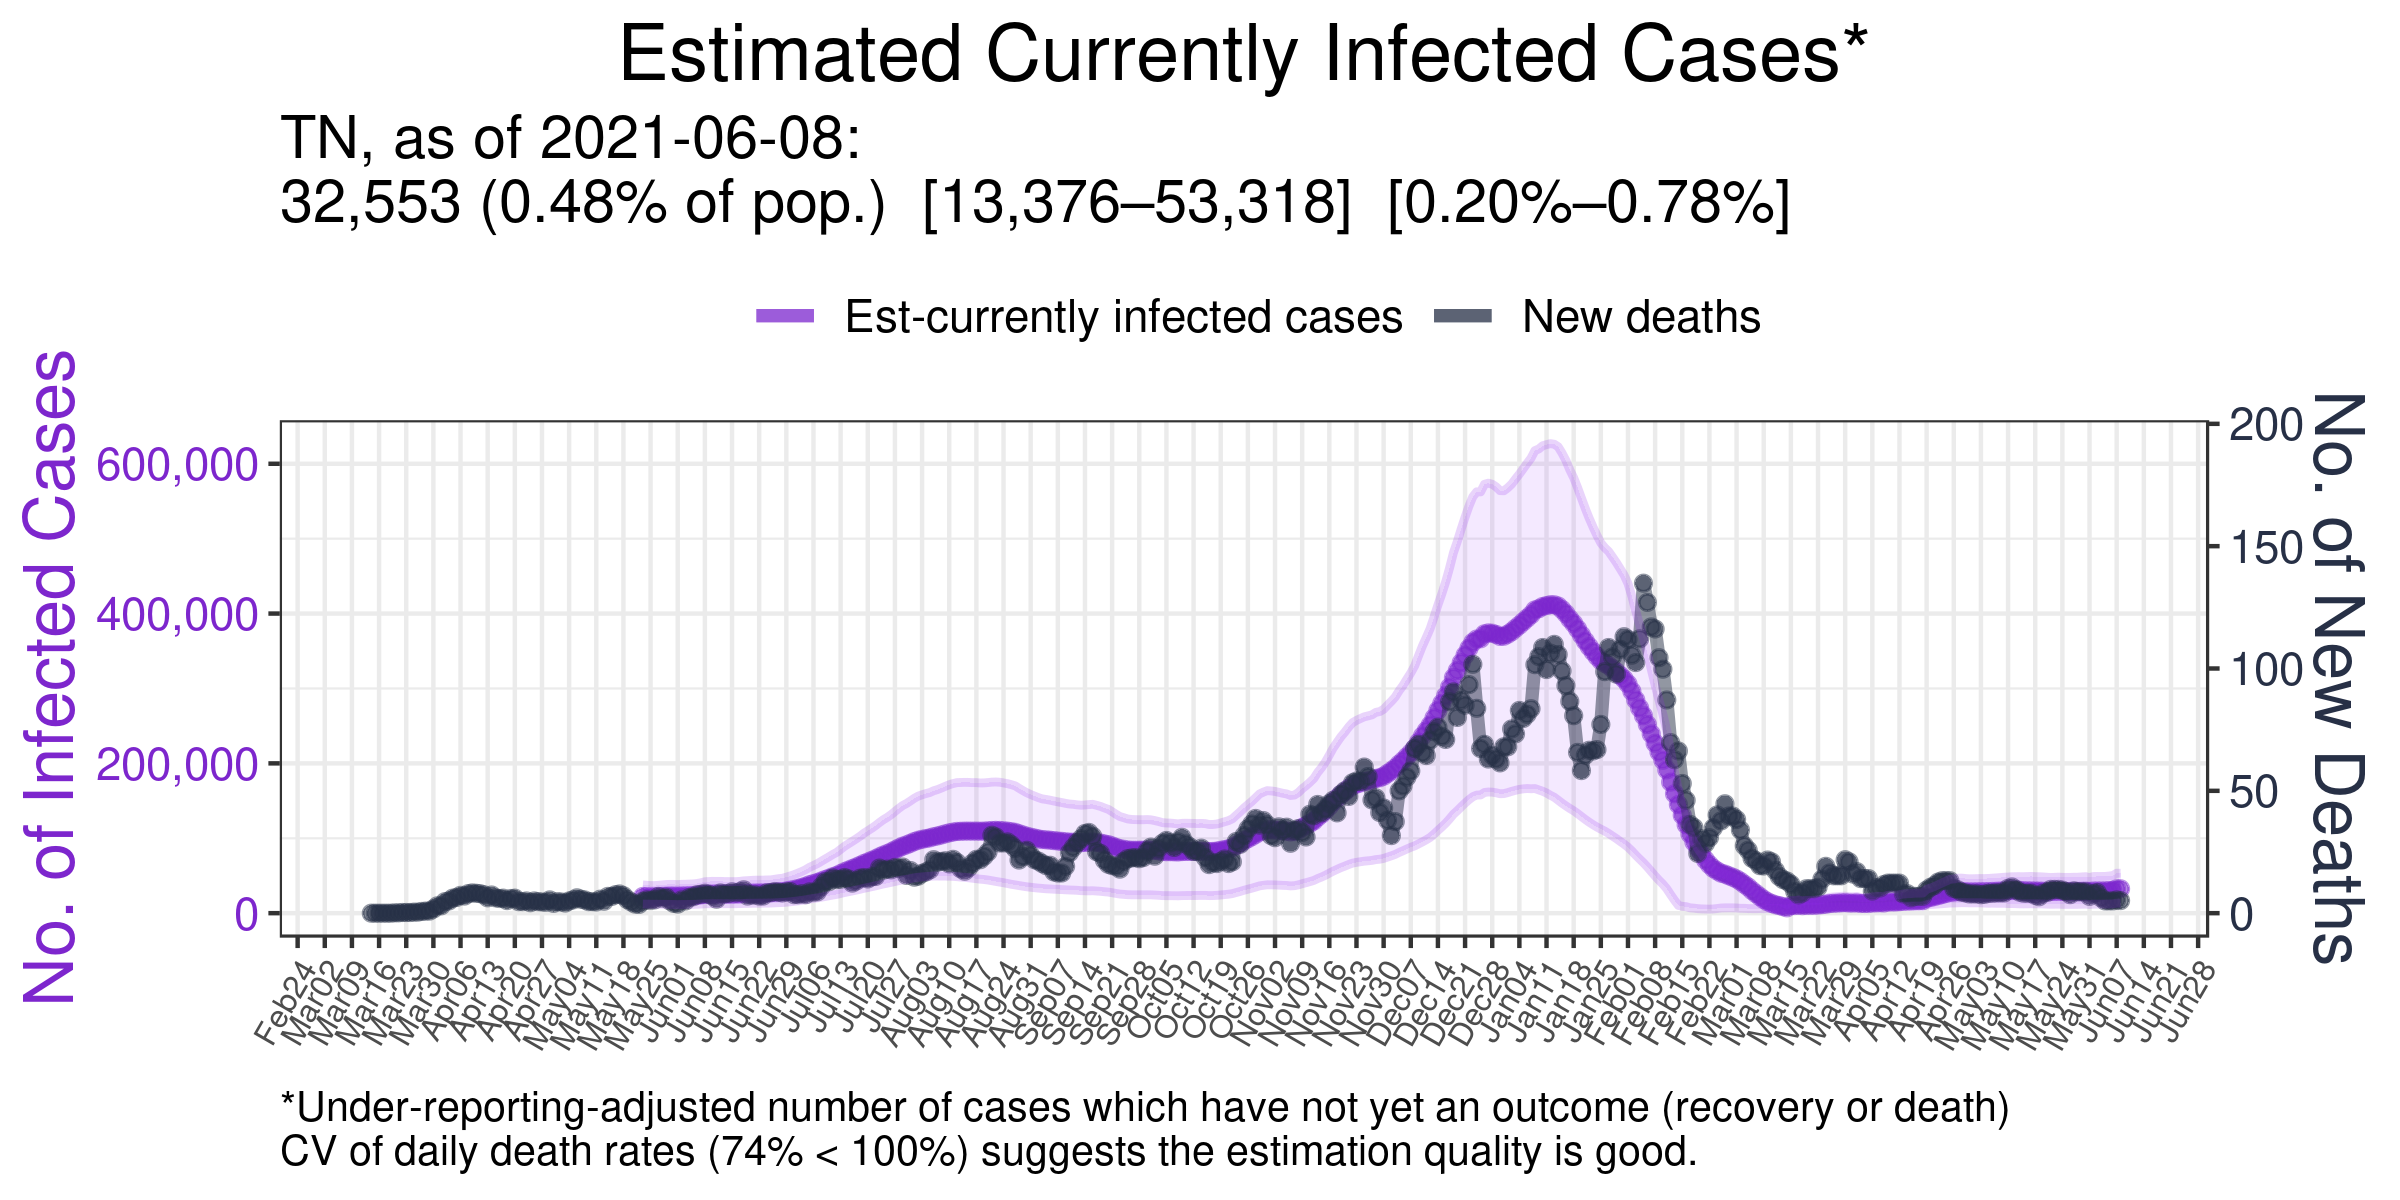 Estimated Currently Infected Cases*
TN, as of 2021-06-08:
32,553 (0.48% of pop.) [13,376–53,318] [0.20%–0.78%]
Est-currently infected cases New deaths
No. of Infected Cases
600,000
400,000
200,000
0
200
150
100
50
0
No. of New Deaths
Feb24 Mar02 Mar09 Mar16 Mar23 Mar30 Apr06 Apr13 Apr20 Apr27 May04 May11 May18 May25 Jun01 Jun08 Jun15 Jun22 Jun29 Jul06 Jul13 Jul20 Jul27 Aug03 Aug10 Aug17 Aug24 Aug31 Sep07 Sep14 Sep21 Sep28 Oct05 Oct12 Oct19 Oct26 Nov02 Nov09 Nov16 Nov23 Nov30 Dec07 Dec14 Dec21 Dec28 Jan04 Jan11 Jan18 Jan25 Feb01 Feb08 Feb15 Feb22 Mar01 Mar08 Mar15 Mar22 Mar29 Apr05 Apr12 Apr19 Apr26 May03 May10 May17 May24 May31 Jun07 Jun14 Jun21 Jun28
*Under-reporting-adjusted number of cases which have not yet an outcome (recovery or death)
CV of daily death rates (74% < 100%) suggests the estimation quality is good.